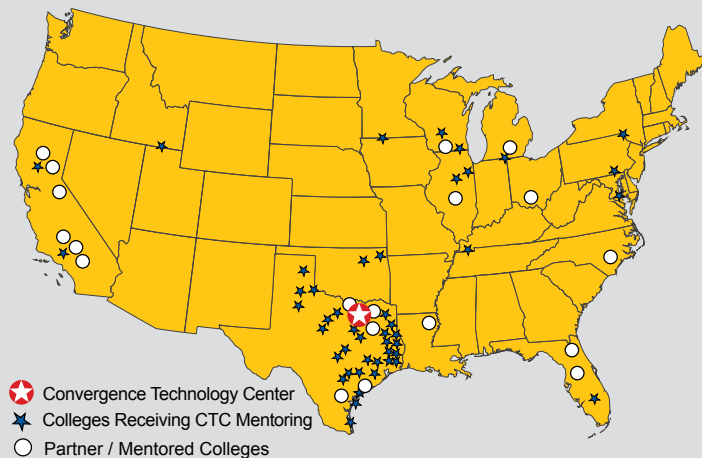 Convergence Technology Center
Colleges Receiving CTC Mentoring
Partner / Mentored Colleges